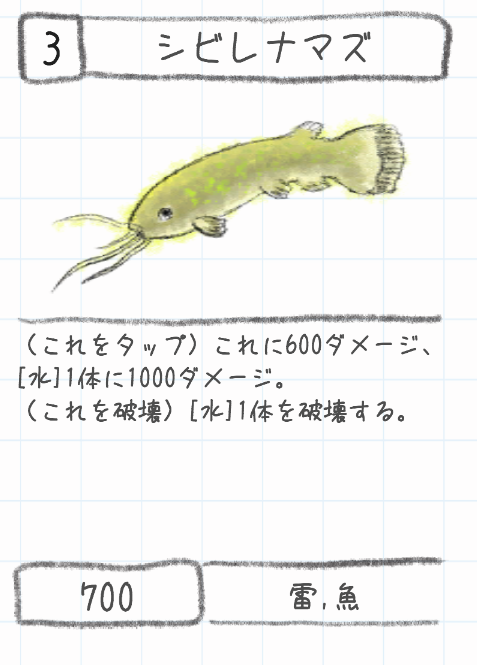 3
シビレナマズ
（これをタップ）これに600ダメージ、
[水]1体に1000ダメージ。
（これを破壊）[水]1体を破壊する。
700
雷,魚